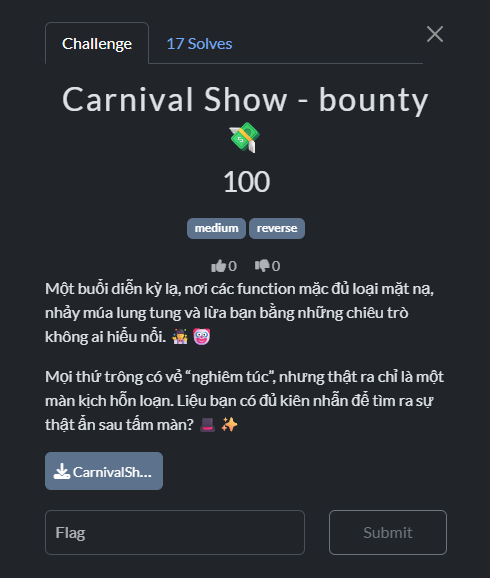 Challenge
17 Solves
Carnival Show - bounty
💸
100
medium reverse
0 0
Một buổi diễn kỳ lạ, nơi các function mặc đủ loại mặt nạ,
nhảy múa lung tung và lừa bạn bằng những chiêu trò
không ai hiểu nổi. 🤹 🤡
Mọi thứ trông có vẻ “nghiêm túc”, nhưng thật ra chỉ là một
màn kịch hỗn loạn. Liệu bạn có đủ kiên nhẫn để tìm ra sự
thật ẩn sau tấm màn? 🎩 ✨
CarnivalSh...
Flag
Submit